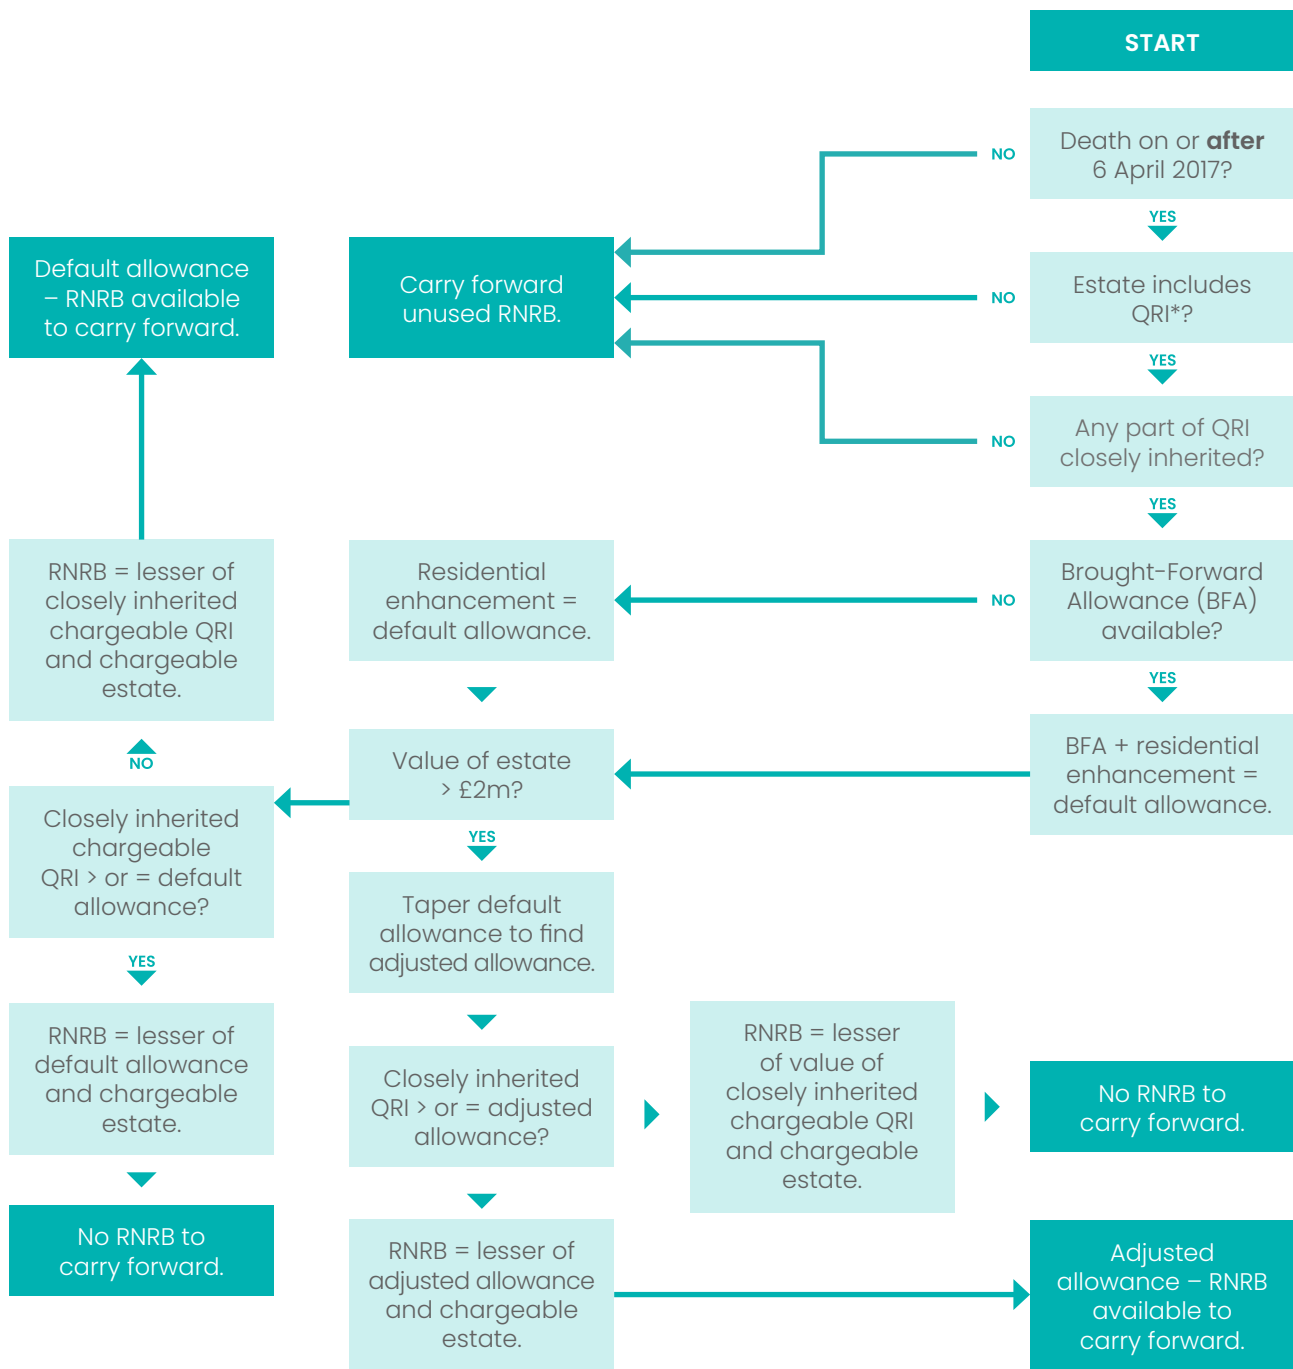 START
Death on or after
6 April 2017?
NO
YES
Estate includes
QRI*?
NO
YES
Any part of QRI
closely inherited?
NO
YES
Carry forward
unused RNRB.
Default allowance
– RNRB available
to carry forward.
Brought-Forward
Allowance (BFA)
available?
NO
YES
Residential
enhancement =
default allowance.
BFA + residential
enhancement =
default allowance.
Value of estate
> £2m?
YES
RNRB = lesser of
closely inherited
chargeable QRI
and chargeable
estate.
NO
Closely inherited
chargeable
QRI > or = default
allowance?
YES
RNRB = lesser of
default allowance
and chargeable
estate.
No RNRB to
carry forward.
Taper default
allowance to find
adjusted allowance.
Closely inherited
QRI > or = adjusted
allowance?
RNRB = lesser
of value of
closely inherited
chargeable QRI
and chargeable
estate.
No RNRB to
carry forward.
RNRB = lesser of
adjusted allowance
and chargeable
estate.
Adjusted
allowance – RNRB
available to
carry forward.